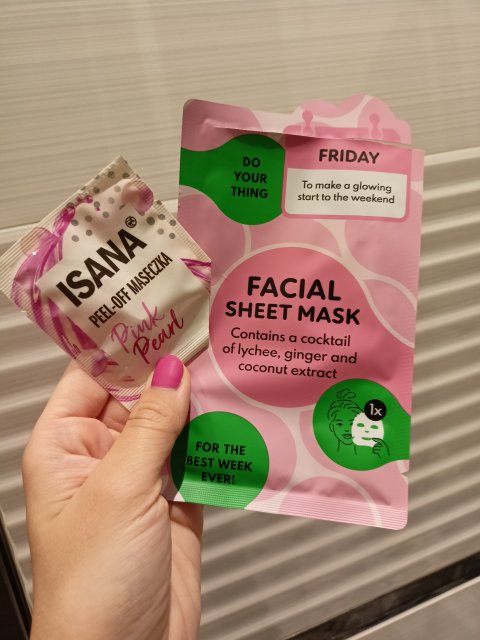 ISANA®
PEEL-OFF MASECZKA
Pink
Pearl
DO
YOUR
THING
FRIDAY
To make a glowing
start to the weekend
FACIAL
SHEET MASK
Contains a cocktail
of lychee, ginger and
coconut extract
1x
FOR THE
BEST WEEK
EVER!